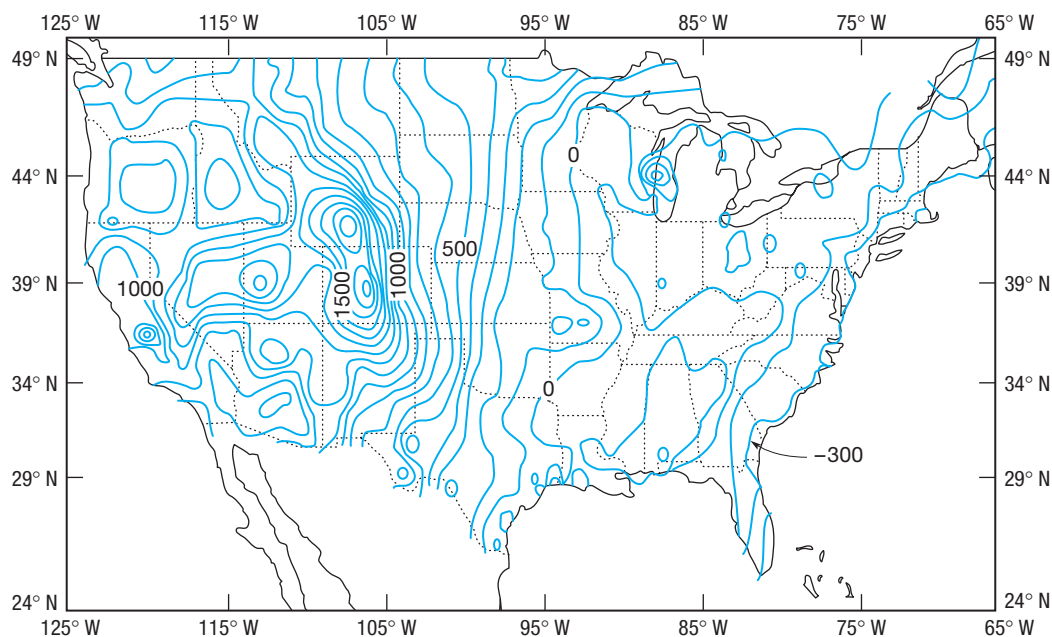 125° W 115° W 105° W 95° W 85° W 75° W 65° W
49° N 49° N
0
44° N 44° N
500
1000
1500
39° N 39° N
1000
34° N 0 34° N
–300
29° N 29° N
24° N 24° N
125° W 115° W 105° W 95° W 85° W 75° W 65° W